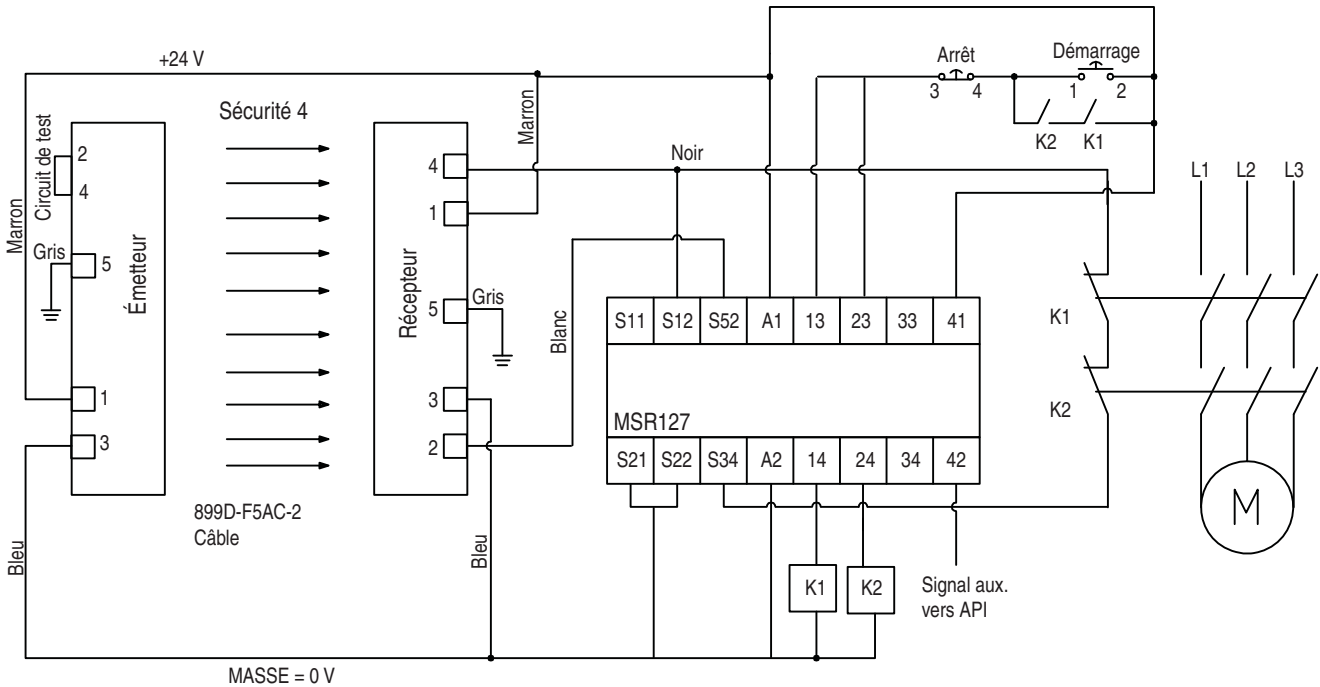 +24 V
Arrêt
Démarrage
3 4
1 2
K2 K1
Sécurité 4
Marron
Circuit de test
2
4
Noir
4
1
L1 L2 L3
Marron
Gris
5
Émetteur
Récepteur
5
Gris
Blanc
S11 S12 S52 A1 13 23 33 41
K1
MSR127
K2
1
3
3
2
S21 S22 S34 A2 14 24 34 42
M
899D-F5AC-2
Câble
Bleu
Bleu
K1
K2
Signal aux.
vers API
MASSE = 0 V